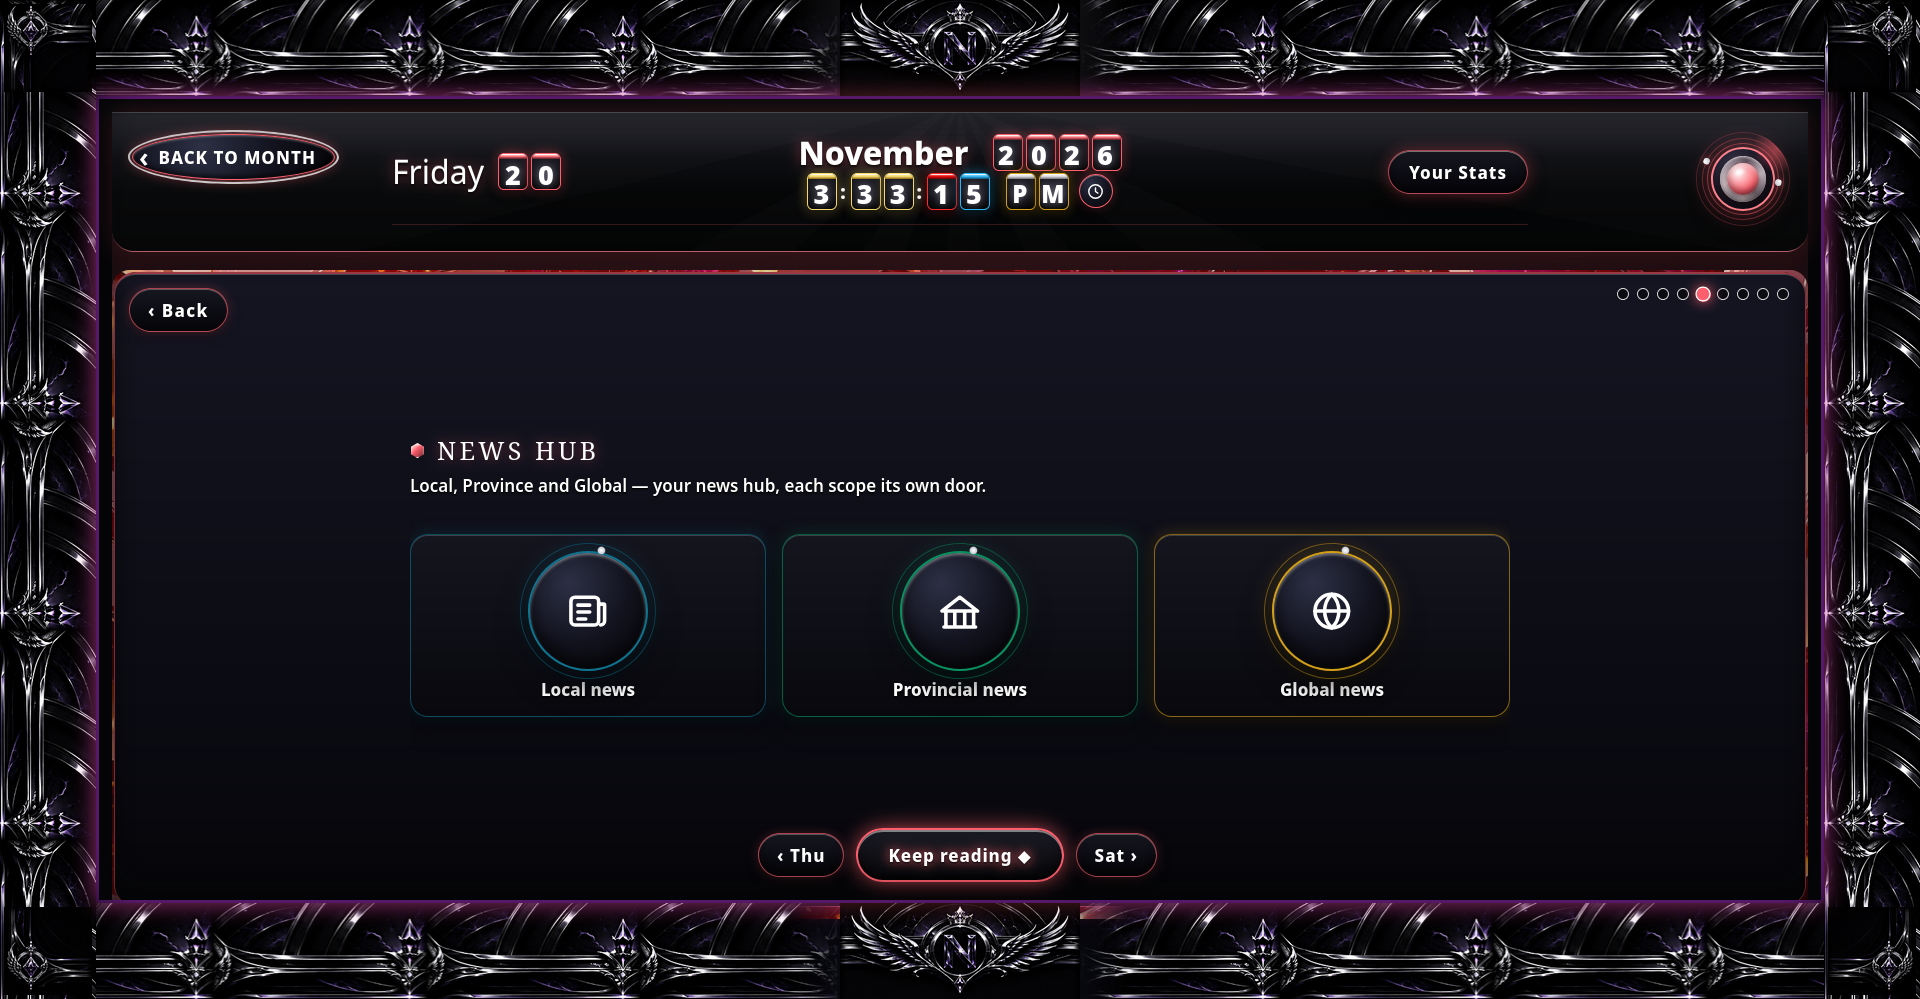 N
‹ BACK TO MONTH
Friday 20
November 2026
3:33:15 PM
Your Stats
‹ Back
NEWS HUB
Local, Province and Global — your news hub, each scope its own door.
Local news
Provincial news
Global news
‹ Thu
Keep reading ◆
Sat ›
N